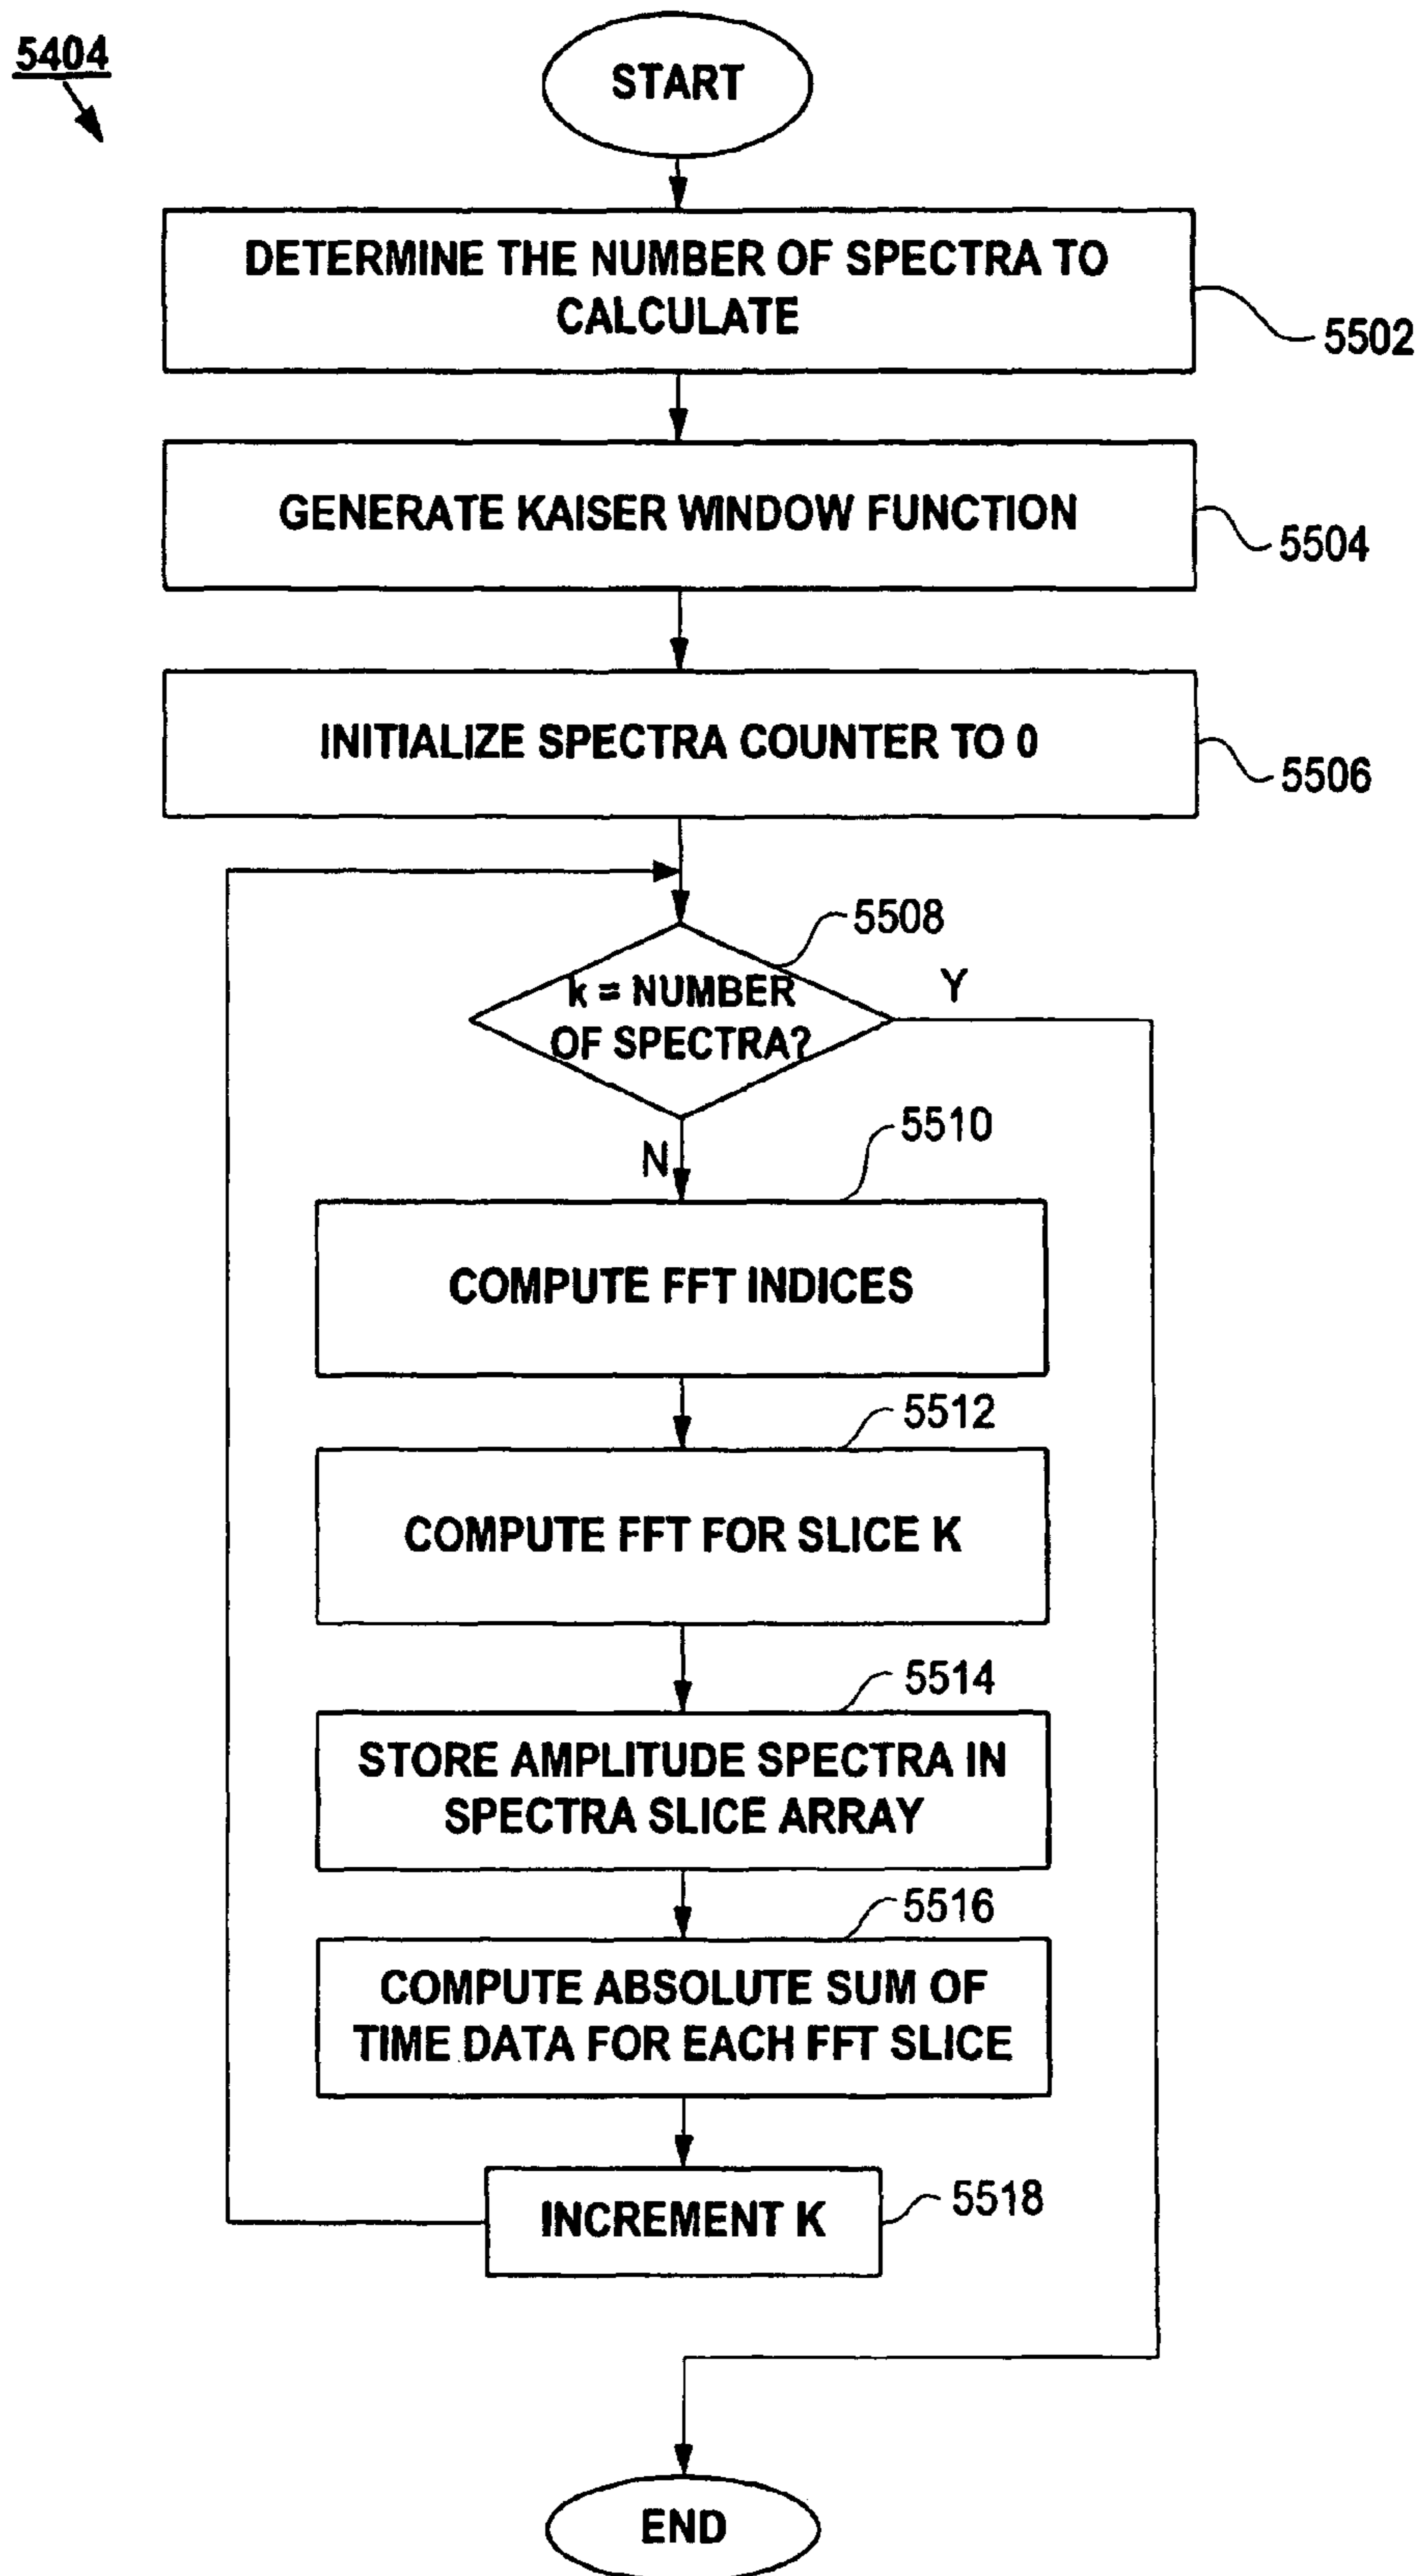 5404
START
DETERMINE THE NUMBER OF SPECTRA TO
CALCULATE
5502
GENERATE KAISER WINDOW FUNCTION
5504
INITIALIZE SPECTRA COUNTER TO 0
5506
5508
k = NUMBER
OF SPECTRA?
Y
N
5510
COMPUTE FFT INDICES
5512
COMPUTE FFT FOR SLICE K
5514
STORE AMPLITUDE SPECTRA IN
SPECTRA SLICE ARRAY
5516
COMPUTE ABSOLUTE SUM OF
TIME DATA FOR EACH FFT SLICE
INCREMENT K
5518
END